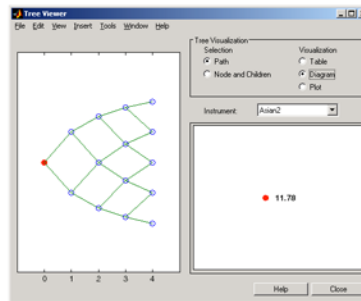 Tree Viewer
File Edit View Insert Tools Window Help
Tree Visualization
Selection
Visualization
Path
Table
Node and Children
Diagram
Plot
Instrument:
Asian2
11.78
0 1 2 3 4
Help
Close